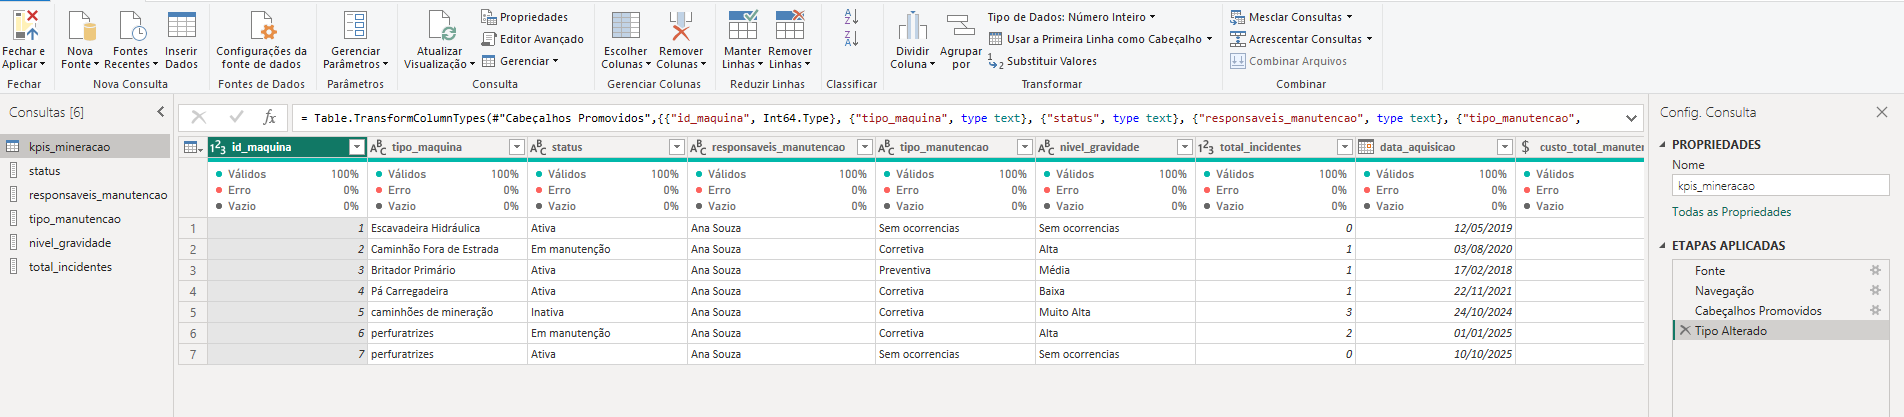 Fechar e Aplicar
Nova Fonte
Fontes Recentes
Inserir Dados
Configurações da fonte de dados
Gerenciar Parâmetros
Atualizar Visualização
Propriedades
Editor Avançado
Gerenciar
Escolher Colunas
Remover Colunas
Manter Linhas
Remover Linhas
A Z
Z A
Dividir Coluna
Agrupar por
Tipo de Dados: Número Inteiro
Usar a Primeira Linha como Cabeçalho
1 2 Substituir Valores
Mesclar Consultas
Acrescentar Consultas
Combinar Arquivos
Fechar
Nova Consulta
Fontes de Dados
Parâmetros
Consulta
Gerenciar Colunas
Reduzir Linhas
Classificar
Transformar
Combinar
Consultas [6]
kpis_mineracao
status
responsaveis_manutencao
tipo_manutencao
nivel_gravidade
total_incidentes
fx = Table.TransformColumnTypes(#"Cabeçalhos Promovidos",{{"id_maquina", Int64.Type}, {"tipo_maquina", type text}, {"status", type text}, {"responsaveis_manutencao", type text}, {"tipo_manutencao",
123 id_maquina ABC tipo_maquina ABC status ABC responsaveis_manutencao ABC tipo_manutencao ABC nivel_gravidade 123 total_incidentes data_aquisicao $ custo_total_manuten
Válidos 100% Válidos 100% Válidos 100% Válidos 100% Válidos 100% Válidos 100% Válidos 100% Válidos 100% Válidos
Erro 0% Erro 0% Erro 0% Erro 0% Erro 0% Erro 0% Erro 0% Erro 0% Erro
Vazio 0% Vazio 0% Vazio 0% Vazio 0% Vazio 0% Vazio 0% Vazio 0% Vazio 0% Vazio
1 1 Escavadeira Hidráulica Ativa Ana Souza Sem ocorrencias Sem ocorrencias 0 12/05/2019
2 2 Caminhão Fora de Estrada Em manutenção Ana Souza Corretiva Alta 1 03/08/2020
3 3 Britador Primário Ativa Ana Souza Preventiva Média 1 17/02/2018
4 4 Pá Carregadeira Ativa Ana Souza Corretiva Baixa 1 22/11/2021
5 5 caminhões de mineração Inativa Ana Souza Corretiva Muito Alta 3 24/10/2024
6 6 perfuratrizes Em manutenção Ana Souza Corretiva Alta 2 01/01/2025
7 7 perfuratrizes Ativa Ana Souza Sem ocorrencias Sem ocorrencias 0 10/10/2025
Config. Consulta
PROPRIEDADES
Nome
kpis_mineracao
Todas as Propriedades
ETAPAS APLICADAS
Fonte
Navegação
Cabeçalhos Promovidos
Tipo Alterado